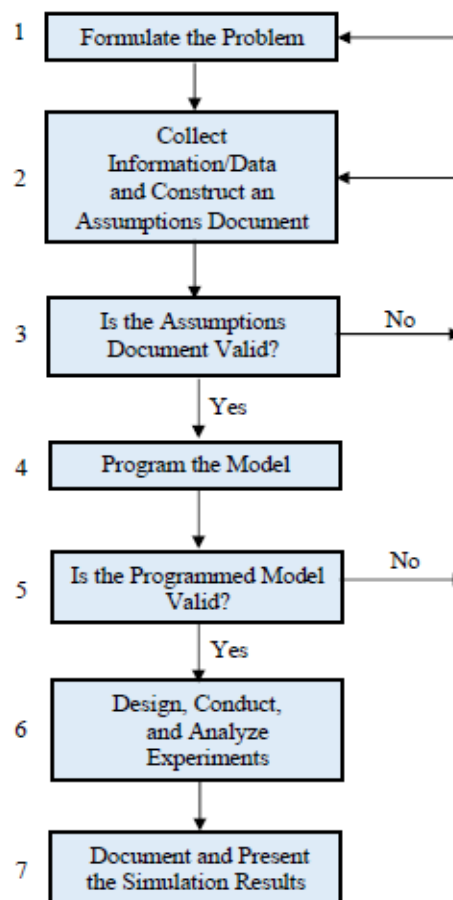 1
Formulate the Problem
2
Collect
Information/Data
and Construct an
Assumptions Document
3
Is the Assumptions
Document Valid?
No
Yes
4
Program the Model
5
Is the Programmed Model
Valid?
No
Yes
6
Design, Conduct,
and Analyze
Experiments
7
Document and Present
the Simulation Results